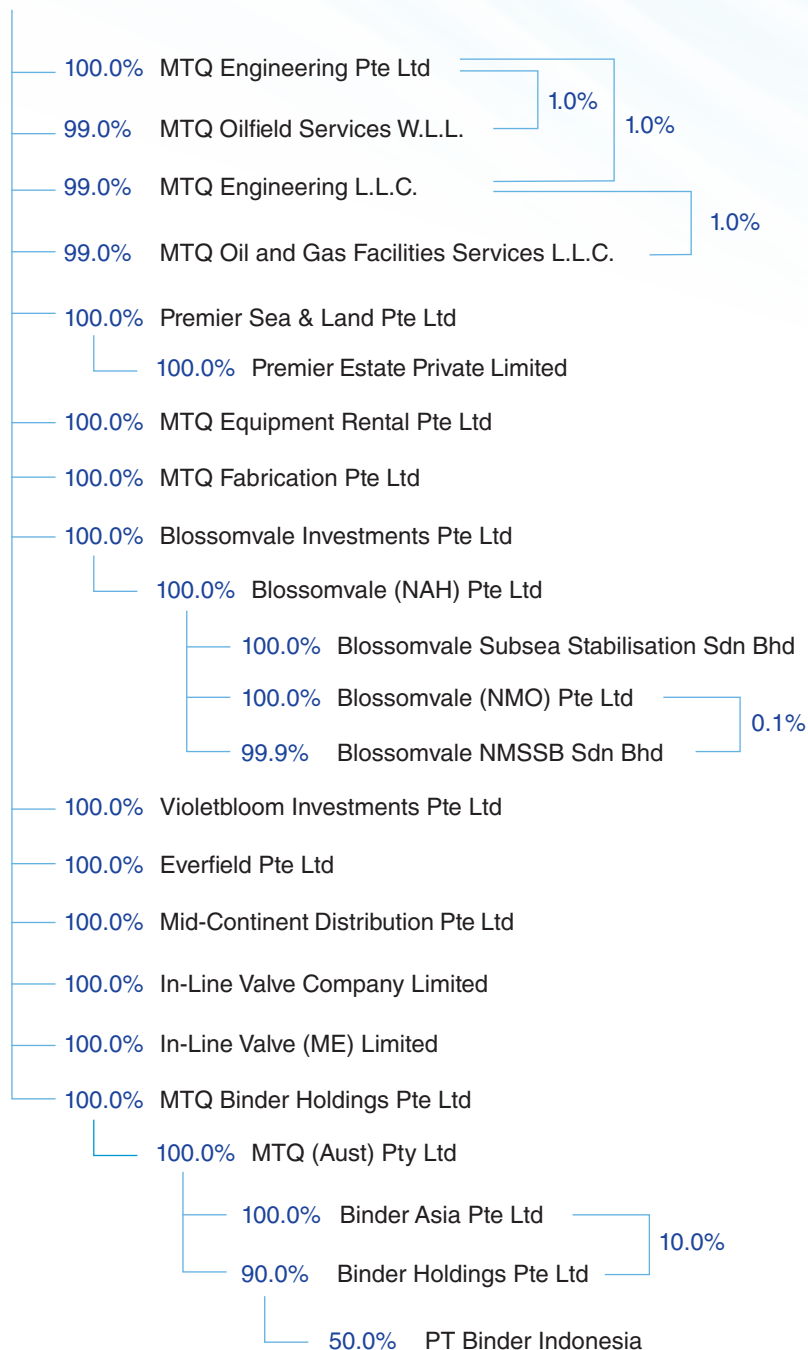 100.0% MTQ Engineering Pte Ltd
1.0%
1.0%
99.0% MTQ Oilfield Services W.L.L.
99.0% MTQ Engineering L.L.C.
1.0%
99.0% MTQ Oil and Gas Facilities Services L.L.C.
100.0% Premier Sea & Land Pte Ltd
100.0% Premier Estate Private Limited
100.0% MTQ Equipment Rental Pte Ltd
100.0% MTQ Fabrication Pte Ltd
100.0% Blossomvale Investments Pte Ltd
100.0% Blossomvale (NAH) Pte Ltd
100.0% Blossomvale Subsea Stabilisation Sdn Bhd
100.0% Blossomvale (NMO) Pte Ltd
0.1%
99.9% Blossomvale NMSSB Sdn Bhd
100.0% Violetbloom Investments Pte Ltd
100.0% Everfield Pte Ltd
100.0% Mid-Continent Distribution Pte Ltd
100.0% In-Line Valve Company Limited
100.0% In-Line Valve (ME) Limited
100.0% MTQ Binder Holdings Pte Ltd
100.0% MTQ (Aust) Pty Ltd
100.0% Binder Asia Pte Ltd
10.0%
90.0% Binder Holdings Pte Ltd
50.0% PT Binder Indonesia